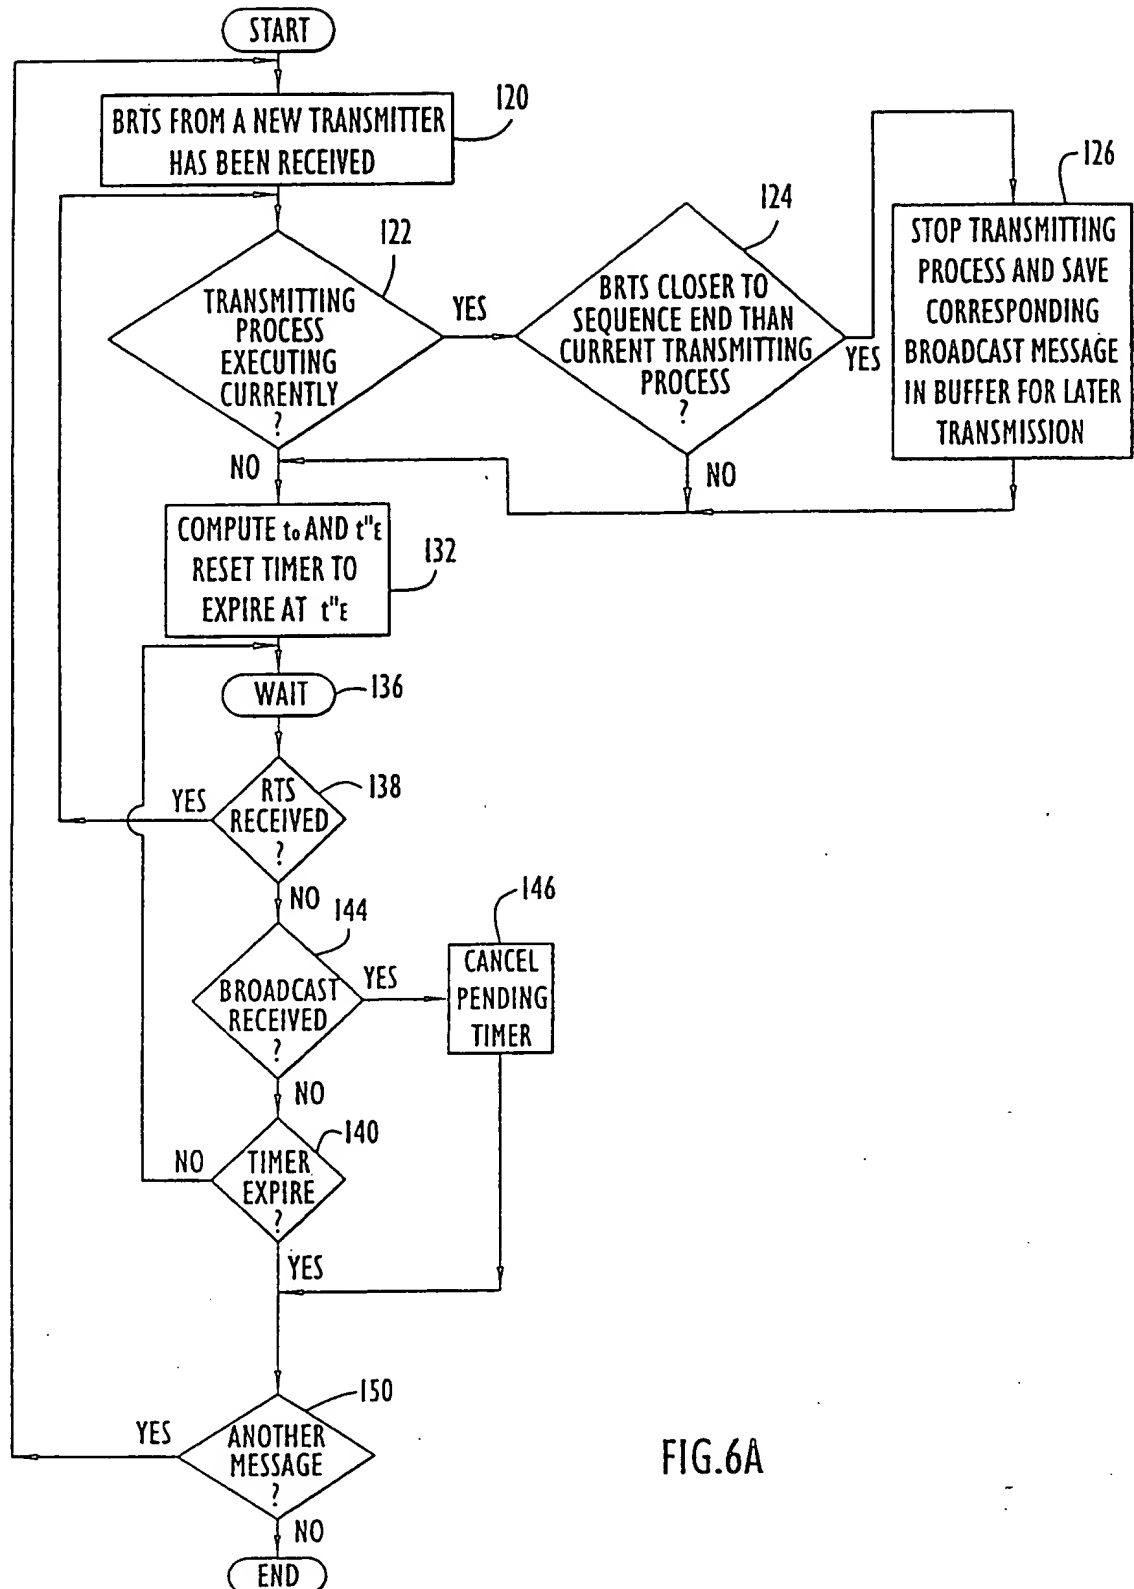 START
BRTS FROM A NEW TRANSMITTER
HAS BEEN RECEIVED
120
TRANSMITTING
PROCESS
EXECUTING
CURRENTLY
?
122
YES
NO
BRTS CLOSER TO
SEQUENCE END THAN
CURRENT TRANSMITTING
PROCESS
?
124
YES
NO
STOP TRANSMITTING
PROCESS AND SAVE
CORRESPONDING
BROADCAST MESSAGE
IN BUFFER FOR LATER
TRANSMISSION
126
COMPUTE t₀ AND t"ᴇ
RESET TIMER TO
EXPIRE AT t"ᴇ
132
WAIT
136
RTS
RECEIVED
?
138
YES
NO
BROADCAST
RECEIVED
?
144
YES
NO
CANCEL
PENDING
TIMER
146
TIMER
EXPIRE
?
140
NO
YES
ANOTHER
MESSAGE
?
150
YES
NO
END
FIG.6A